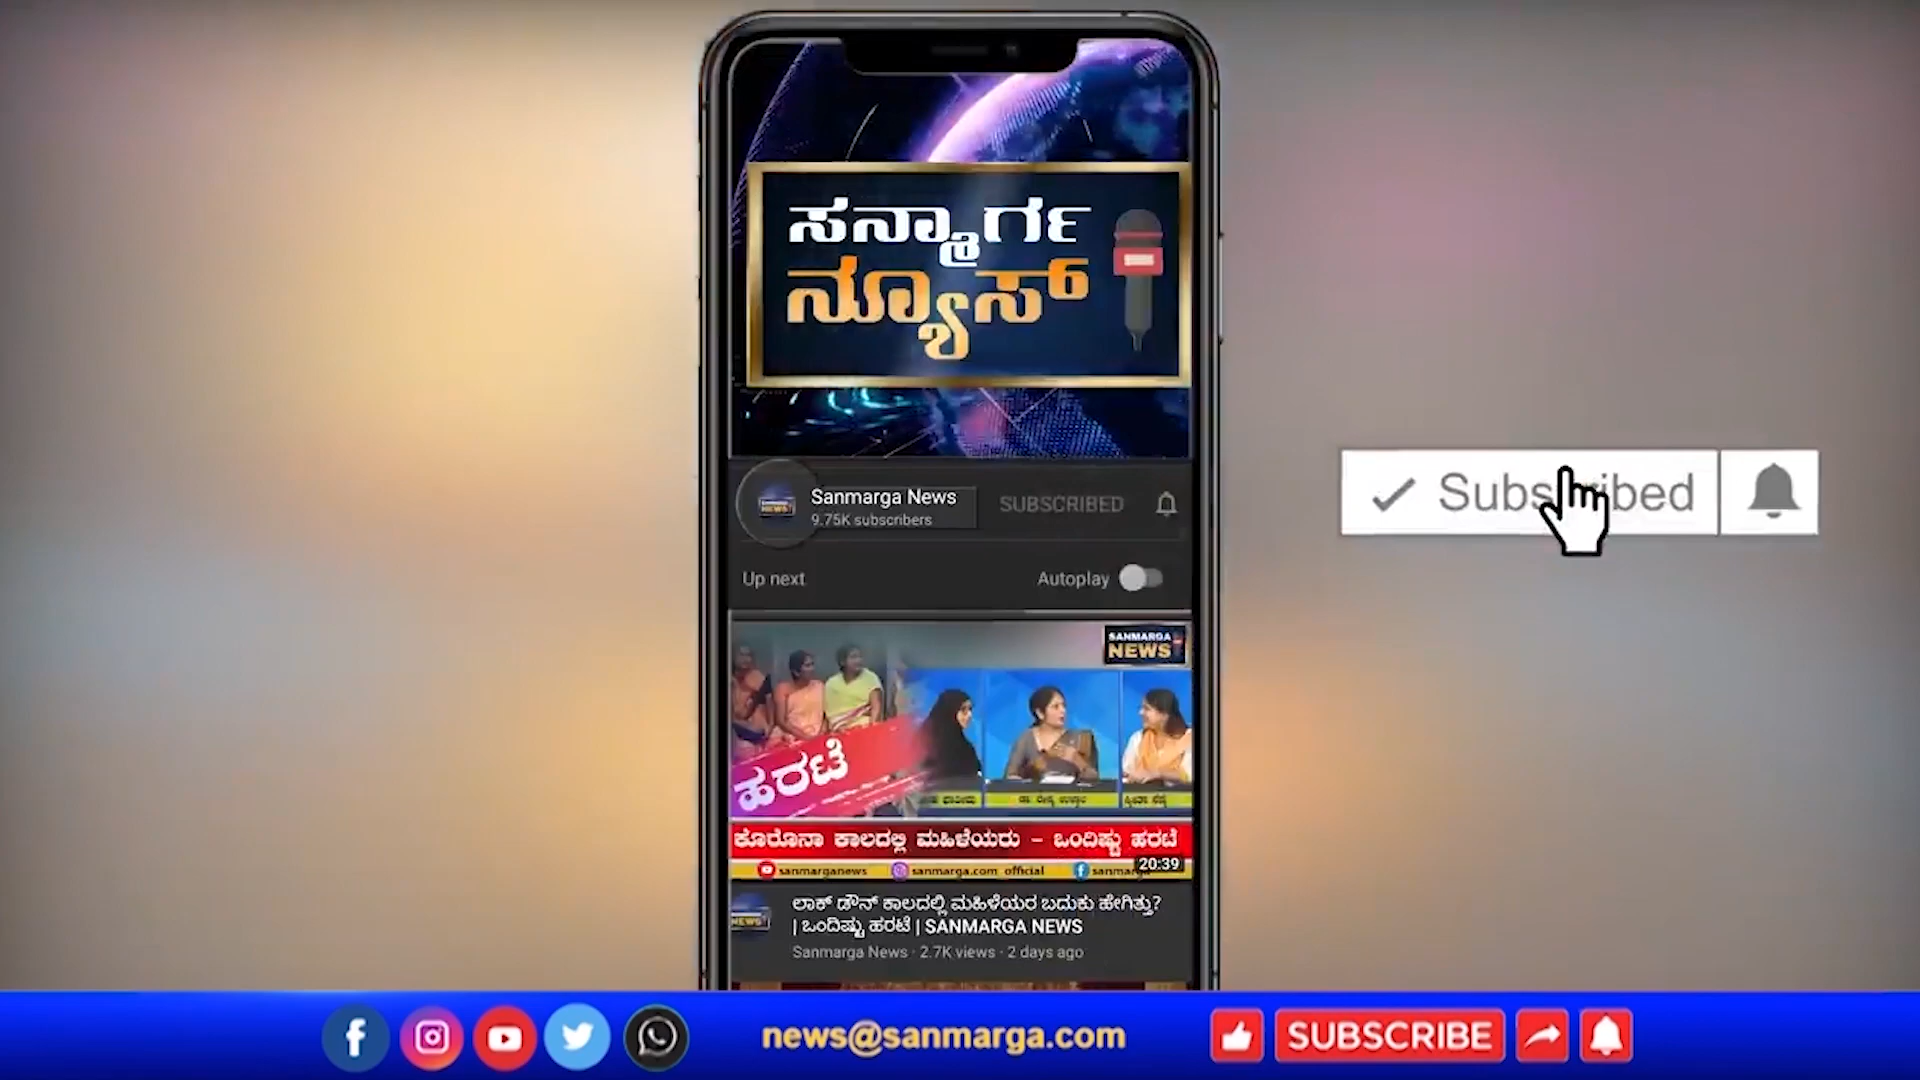 ಸನ್ಮಾರ್ಗ
ನ್ಯೂಸ್
Sanmarga News
9.75K subscribers
SUBSCRIBED
Subscribed
Up next
Autoplay
SANMARGA
NEWS
ಹರಟೆ
ಕೊರೊನಾ ಕಾಲದಲ್ಲಿ ಮಹಿಳೆಯರು - ಒಂದಿಷ್ಟು ಹರಟೆ
20:39
sanmarganews
sanmarga.com_official
ಲಾಕ್ ಡೌನ್ ಕಾಲದಲ್ಲಿ ಮಹಿಳೆಯರ ಬದುಕು ಹೇಗಿತ್ತು?
| ಒಂದಿಷ್ಟು ಹರಟೆ | SANMARGA NEWS
Sanmarga News · 2.7K views · 2 days ago
news@sanmarga.com
SUBSCRIBE